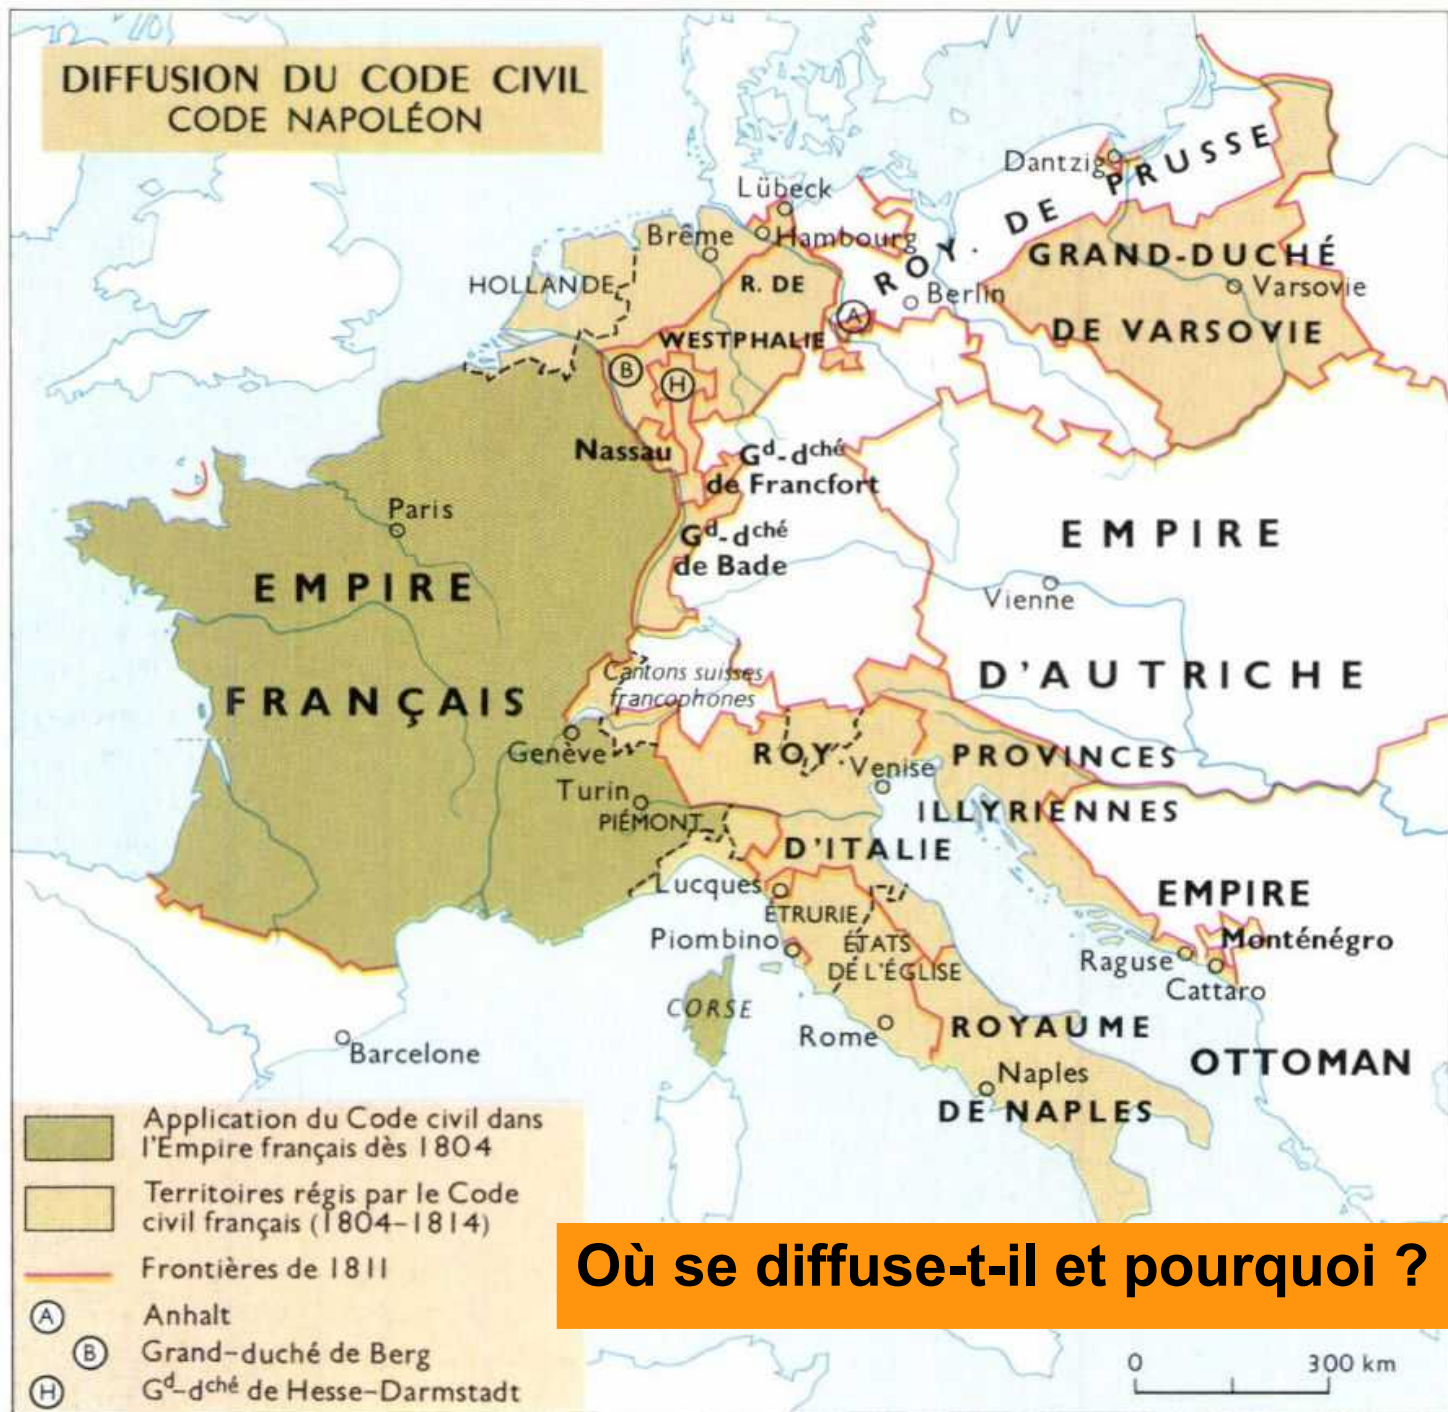 DIFFUSION DU CODE CIVIL
CODE NAPOLÉON
Dantzig
ROY. DE PRUSSE
Lübeck
Hambourg
Brême
HOLLANDE
R. DE
WESTPHALIE
A
Berlin
GRAND-DUCHÉ
DE VARSOVIE
Varsovie
B
H
Nassau
Gd-dché
de Francfort
Gd-dché
de Bade
Paris
EMPIRE
FRANÇAIS
EMPIRE
D'AUTRICHE
Vienne
Cantons suisses
francophones
Genève
Turin
PIÉMONT
ROY.
D'ITALIE
Venise
PROVINCES
ILLYRIENNES
Lucques
ÉTRURIE
Piombino
ÉTATS
DE L'ÉGLISE
EMPIRE
OTTOMAN
Monténégro
Raguse
Cattaro
CORSE
Rome
ROYAUME
DE NAPLES
Naples
Barcelone
Application du Code civil dans
l'Empire français dès 1804
Territoires régis par le Code
civil français (1804-1814)
Frontières de 1811
A Anhalt
B Grand-duché de Berg
H Gd-dché de Hesse-Darmstadt
Où se diffuse-t-il et pourquoi ?
0 300 km